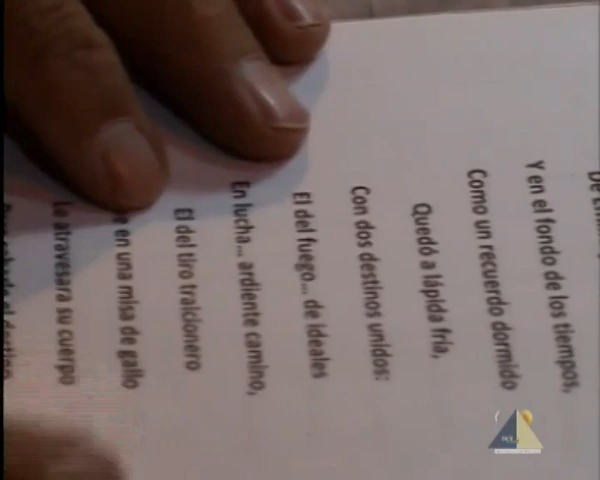 Y en el fondo de los tiempos,
Como un recuerdo dormido
Quedó a lápida fría,
Con dos destinos unidos:
El del fuego... de ideales
En lucha... ardiente camino,
El del tiro traicionero
en una misa de gallo
Le atravesara su cuerpo